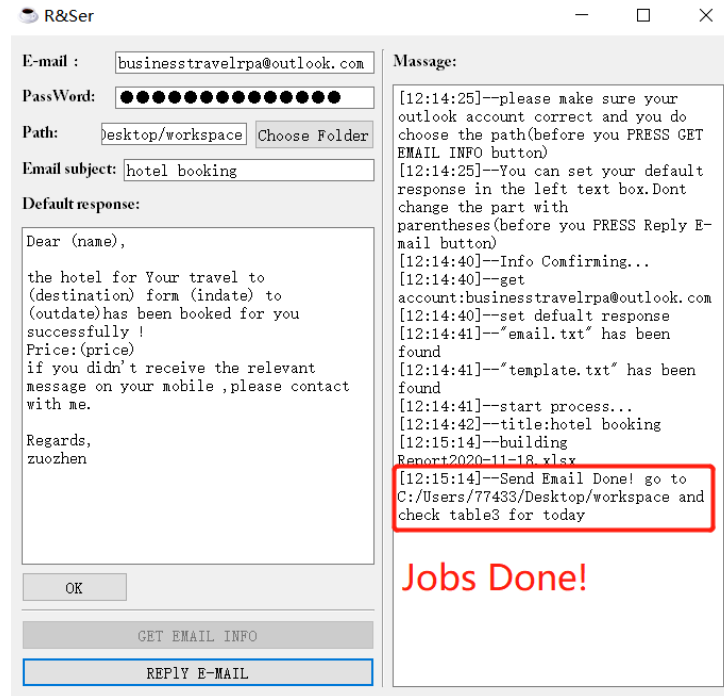 R&Ser
E-mail :
businesstravelrpa@outlook.com
PassWord:
Path:
Desktop/workspace
Choose Folder
Email subject:
hotel booking
Default response:
Dear (name),
the hotel for Your travel to
(destination) form (indate) to
(outdate)has been booked for you
successfully !
Price:(price)
if you didn't receive the relevant
message on your mobile ,please contact
with me.
Regards,
zuozhen
OK
GET EMAIL INFO
REPlY E-MAIL
Massage:
[12:14:25]--please make sure your
outlook account correct and you do
choose the path(before you PRESS GET
EMAIL INFO button)
[12:14:25]--You can set your default
response in the left text box.Dont
change the part with
parentheses(before you PRESS Reply E-
mail button)
[12:14:40]--Info Comfirming...
[12:14:40]--get
account:businesstravelrpa@outlook.com
[12:14:40]--set defualt response
[12:14:41]--"email.txt" has been
found
[12:14:41]--"template.txt" has been
found
[12:14:41]--start process...
[12:14:42]--title:hotel booking
[12:15:14]--building
Report2020-11-18.xlsx
[12:15:14]--Send Email Done! go to
C:/Users/77433/Desktop/workspace and
check table3 for today
Jobs Done!